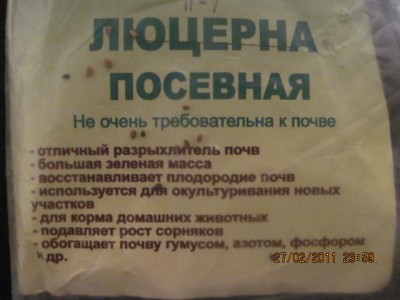 ЛЮЦЕРНА
ПОСЕВНАЯ
Не очень требовательна к почве
- отличный разрыхлитель почв
- большая зеленая масса
- восстанавливает плодородие почв
- используется для окультуривания новых
участков
- для корма домашних животных
- подавляет рост сорняков
- обогащает почву гумусом, азотом, фосфором
и др.
27/02/2011 23:59